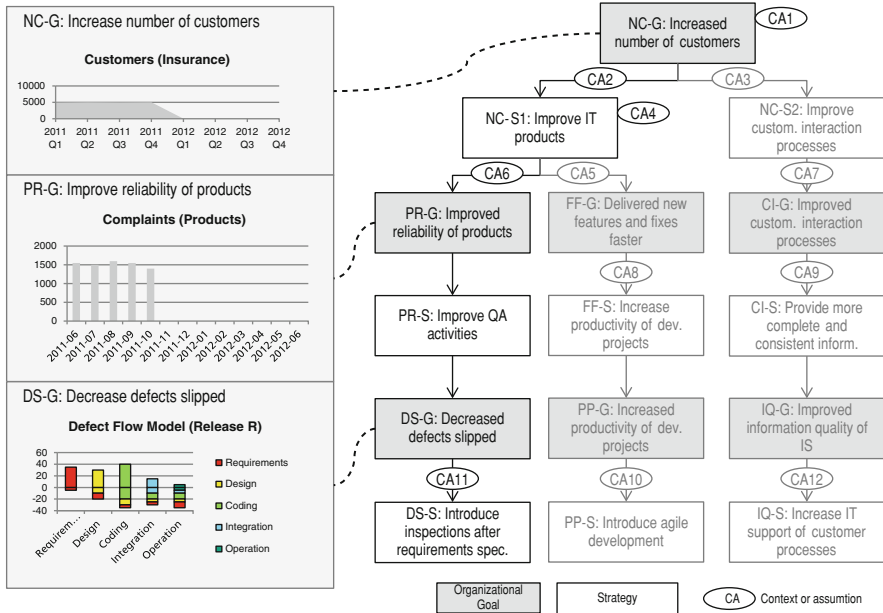 NC-G: Increase number of customers
Customers (Insurance)
10000
5000
0
2011 Q1
2011 Q2
2011 Q3
2011 Q4
2012 Q1
2012 Q2
2012 Q3
2012 Q4
PR-G: Improve reliability of products
Complaints (Products)
2000
1500
1000
500
0
2011-06
2011-07
2011-08
2011-09
2011-10
2011-11
2011-12
2012-01
2012-02
2012-03
2012-04
2012-05
2012-06
DS-G: Decrease defects slipped
Defect Flow Model (Release R)
60
40
20
0
-20
-40
Requirem...
Design
Coding
Integration
Operation
Requirements
Design
Coding
Integration
Operation
NC-G: Increased
number of customers
CA1
CA2
CA3
NC-S1: Improve IT
products
CA4
NC-S2: Improve
custom. interaction
processes
CA6
CA5
CA7
PR-G: Improved
reliability of products
FF-G: Delivered new
features and fixes
faster
CI-G: Improved
custom. interaction
processes
CA8
CA9
PR-S: Improve QA
activities
FF-S: Increase
productivity of dev.
projects
CI-S: Provide more
complete and
consistent inform.
DS-G: Decreased
defects slipped
PP-G: Increased
productivity of dev.
projects
IQ-G: Improved
information quality of
IS
CA11
CA10
CA12
DS-S: Introduce
inspections after
requirements spec.
PP-S: Introduce agile
development
IQ-S: Increase IT
support of customer
processes
Organizational
Goal
Strategy
CA
Context or assumtion